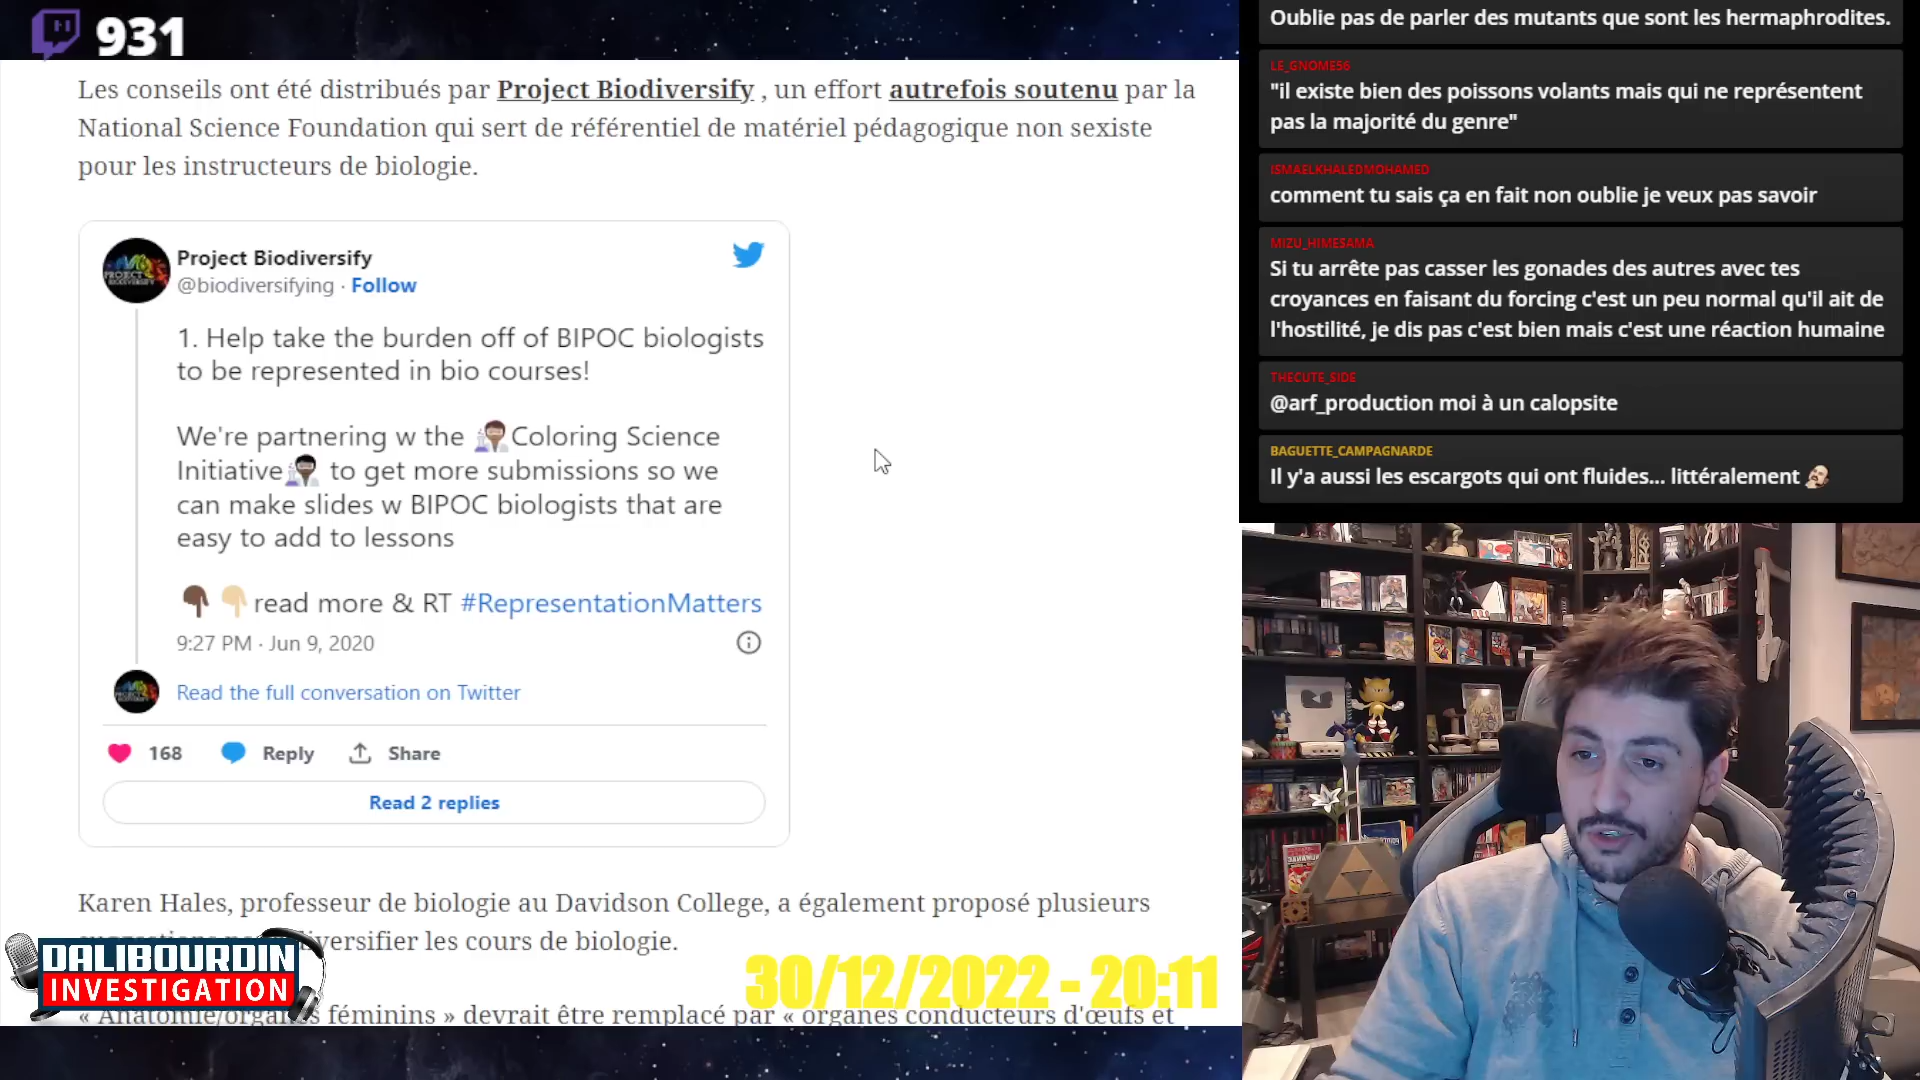 931
Les conseils ont été distribués par Project Biodiversify , un effort autrefois soutenu par la
National Science Foundation qui sert de référentiel de matériel pédagogique non sexiste
pour les instructeurs de biologie.
Project Biodiversify
@biodiversifying · Follow
1. Help take the burden off of BIPOC biologists
to be represented in bio courses!
We're partnering w the Coloring Science
Initiative to get more submissions so we
can make slides w BIPOC biologists that are
easy to add to lessons
read more & RT #RepresentationMatters
9:27 PM · Jun 9, 2020
Read the full conversation on Twitter
168 Reply Share
Read 2 replies
Karen Hales, professeur de biologie au Davidson College, a également proposé plusieurs
diversifier les cours de biologie.
« Anatomie/organes féminins » devrait être remplacé par « organes conducteurs d'œufs et
DALIBOURDIN
INVESTIGATION
30/12/2022 - 20:11
Oublie pas de parler des mutants que sont les hermaphrodites.
LE_GNOME56
"il existe bien des poissons volants mais qui ne représentent
pas la majorité du genre"
ISMAELKHALEDMOHAMED
comment tu sais ça en fait non oublie je veux pas savoir
MIZU_HIMESAMA
Si tu arrête pas casser les gonades des autres avec tes
croyances en faisant du forcing c'est un peu normal qu'il ait de
l'hostilité, je dis pas c'est bien mais c'est une réaction humaine
THECUTE_SIDE
@arf_production moi à un calopsite
BAGUETTE_CAMPAGNARDE
Il y'a aussi les escargots qui ont fluides... littéralement